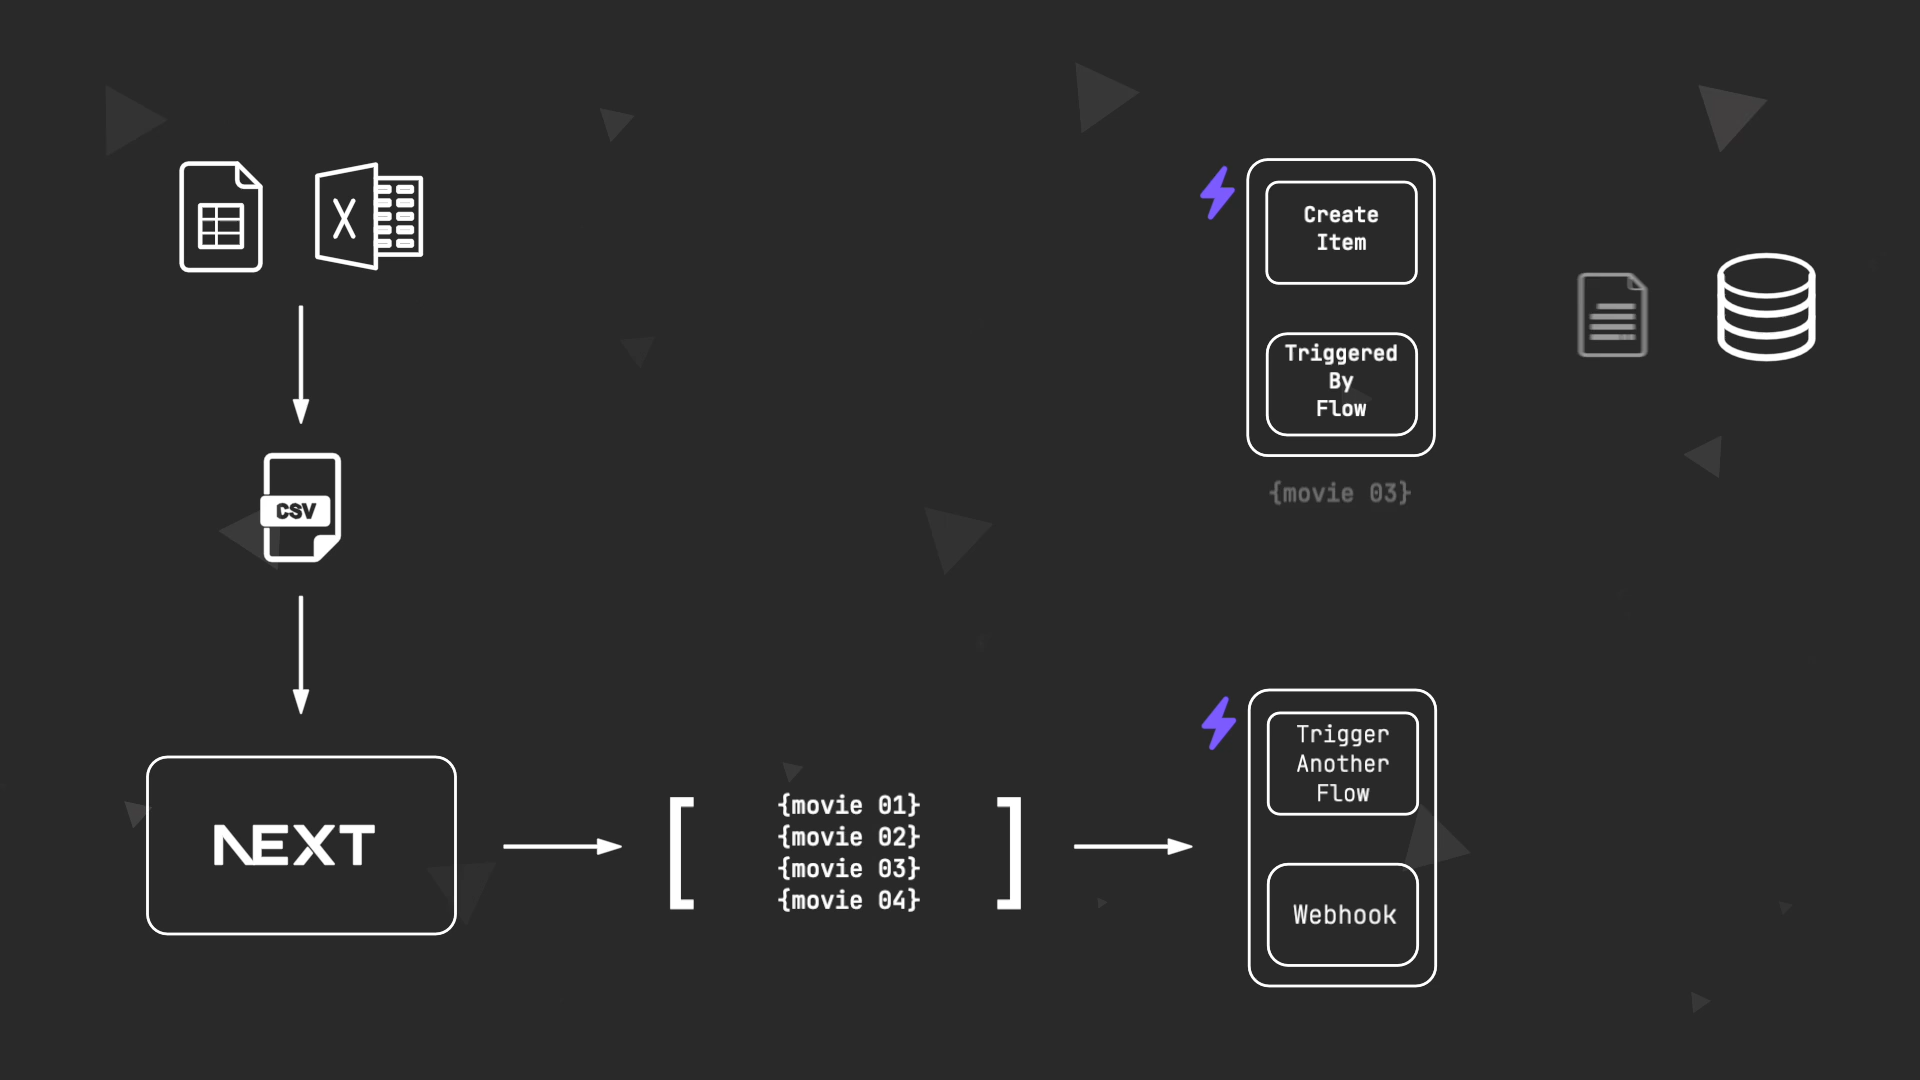 X
CSV
NEXT
[
{movie 01}
{movie 02}
{movie 03}
{movie 04}
]
Create
Item
Triggered
By
Flow
{movie 03}
Trigger
Another
Flow
Webhook